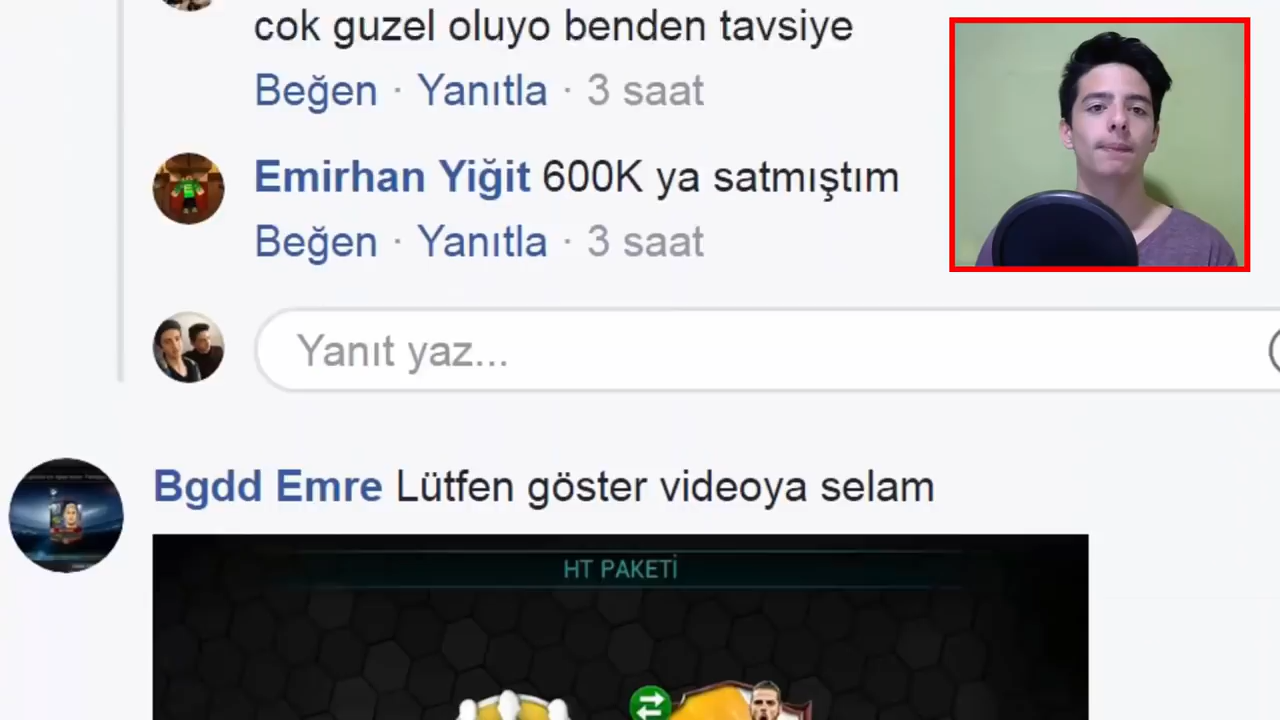 cok guzel oluyo benden tavsiye
Beğen · Yanıtla · 3 saat
Emirhan Yiğit 600K ya satmıştım
Beğen · Yanıtla · 3 saat
Yanıt yaz...
Bgdd Emre Lütfen göster videoya selam
HT PAKETİ